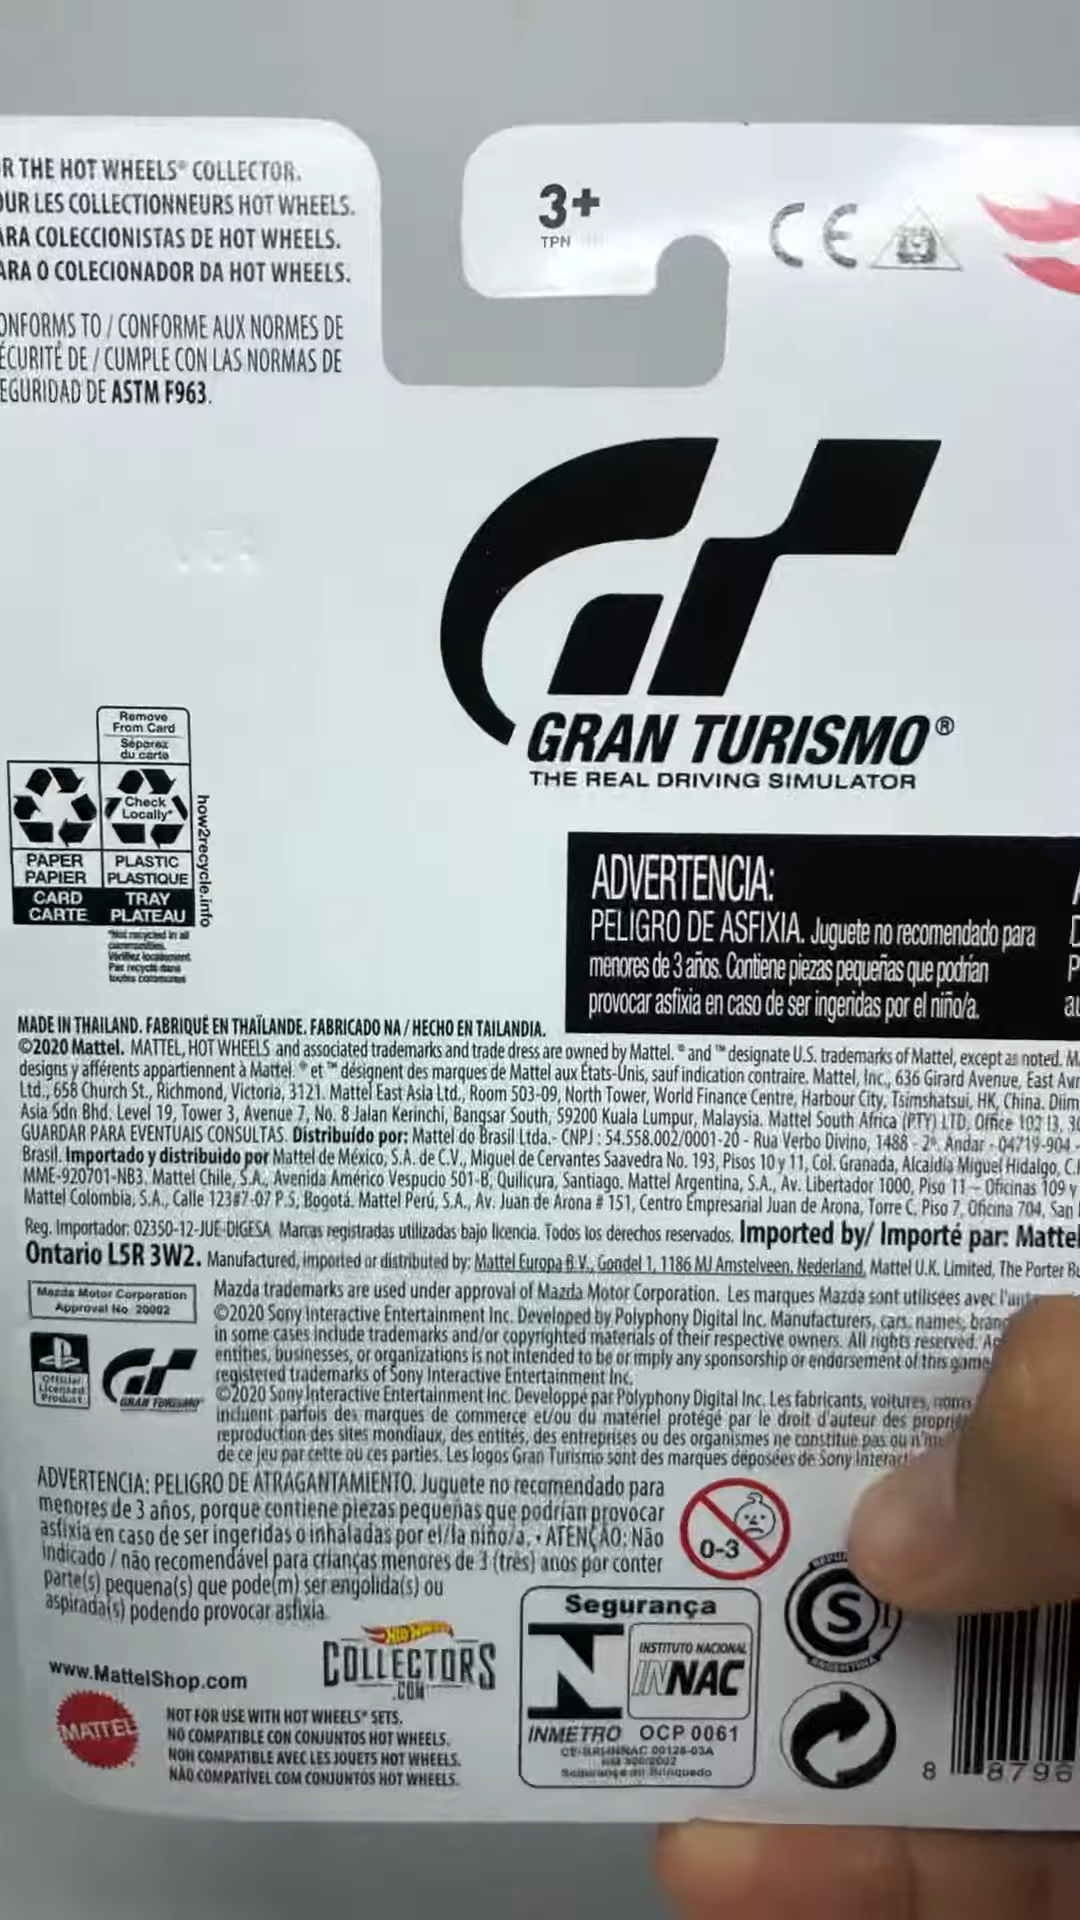 R THE HOT WHEELS® COLLECTOR.
OUR LES COLLECTIONNEURS HOT WHEELS.
ARA COLECCIONISTAS DE HOT WHEELS.
ARA O COLECIONADOR DA HOT WHEELS.
ONFORMS TO / CONFORME AUX NORMES DE
ÉCURITÉ DE / CUMPLE CON LAS NORMAS DE
EGURIDAD DE ASTM F963.
3+
TPN
CE
GT
GRAN TURISMO®
THE REAL DRIVING SIMULATOR
Remove
From Card
Séparez
du carte
Check
Locally*
how2recycle.info
PAPER
PAPIER
PLASTIC
PLASTIQUE
CARD
CARTE
TRAY
PLATEAU
*Not recycled in all
communities.
Vérifiez localement
Pas recyclé dans
toutes communes
ADVERTENCIA:
PELIGRO DE ASFIXIA. Juguete no recomendado para
menores de 3 años. Contiene piezas pequeñas que podrían
provocar asfixia en caso de ser ingeridas por el niño/a.
MADE IN THAILAND. FABRIQUÉ EN THAÏLANDE. FABRICADO NA / HECHO EN TAILANDIA.
©2020 Mattel. MATTEL, HOT WHEELS and associated trademarks and trade dress are owned by Mattel. ® and ™ designate U.S. trademarks of Mattel, except as noted. M
designs y afférents appartiennent à Mattel. ® et ™ désignent des marques de Mattel aux États-Unis, sauf indication contraire. Mattel, Inc., 636 Girard Avenue, East Aur
Ltd., 658 Church St., Richmond, Victoria, 3121. Mattel East Asia Ltd., Room 503-09, North Tower, World Finance Centre, Harbour City, Tsimshatsui, HK, China. Diim
Asia Sdn Bhd. Level 19, Tower 3, Avenue 7, No. 8 Jalan Kerinchi, Bangsar South, 59200 Kuala Lumpur, Malaysia. Mattel South Africa (PTY) LTD, Office 102 I3, 30
GUARDAR PARA EVENTUAIS CONSULTAS. Distribuído por: Mattel do Brasil Ltda.- CNPJ : 54.558.002/0001-20 - Rua Verbo Divino, 1488 - 2º. Andar - 04719-904 -
Brasil. Importado y distribuido por Mattel de México, S.A. de C.V., Miguel de Cervantes Saavedra No. 193, Pisos 10 y 11, Col. Granada, Alcaldía Miguel Hidalgo, C.
MME-920701-NB3. Mattel Chile, S.A., Avenida Américo Vespucio 501-B, Quilicura, Santiago. Mattel Argentina, S.A., Av. Libertador 1000, Piso 11 – Oficinas 109 y
Mattel Colombia, S.A., Calle 123#7-07 P.5, Bogotá. Mattel Perú, S.A., Av. Juan de Arona # 151, Centro Empresarial Juan de Arona, Torre C, Piso 7, Oficina 704, San
Reg. Importador: 02350-12-JUE-DIGESA. Marcas registradas utilizadas bajo licencia. Todos los derechos reservados. Imported by/ Importé par: Mattel
Ontario L5R 3W2. Manufactured, imported or distributed by: Mattel Europa B.V., Gondel 1, 1186 MJ Amstelveen, Nederland. Mattel U.K. Limited, The Porter Bu
Mazda Motor Corporation
Approval No. 20002
Mazda trademarks are used under approval of Mazda Motor Corporation. Les marques Mazda sont utilisées avec l'
©2020 Sony Interactive Entertainment Inc. Developed by Polyphony Digital Inc. Manufacturers, cars, names, bran
in some cases include trademarks and/or copyrighted materials of their respective owners. All rights reserved. A
entities, businesses, or organizations is not intended to be or imply any sponsorship or endorsement of this game
registered trademarks of Sony Interactive Entertainment Inc.
Official
Licensed
Product
GRAN TURISMO
©2020 Sony Interactive Entertainment Inc. Développé par Polyphony Digital Inc. Les fabricants, voitures, noms
incluent parfois des marques de commerce et/ou du matériel protégé par le droit d'auteur des proprié
reproduction des sites mondiaux, des entités, des entreprises ou des organismes ne constitue pas ou n'im
de ce jeu par cette ou ces parties. Les logos Gran Turismo sont des marques déposées de Sony Interact
ADVERTENCIA: PELIGRO DE ATRAGANTAMIENTO. Juguete no recomendado para
menores de 3 años, porque contiene piezas pequeñas que podrían provocar
asfixia en caso de ser ingeridas o inhaladas por el/la niño/a. • ATENÇÃO: Não
indicado / não recomendável para crianças menores de 3 (três) anos por conter
parte(s) pequena(s) que pode(m) ser engolida(s) ou
aspirada(s) podendo provocar asfixia.
0-3
S
ARGENTINA
www.MattelShop.com
HOT WHEELS
COLLECTORS
.COM
MATTEL
NOT FOR USE WITH HOT WHEELS® SETS.
NO COMPATIBLE CON CONJUNTOS HOT WHEELS.
NON COMPATIBLE AVEC LES JOUETS HOT WHEELS.
NÃO COMPATÍVEL COM CONJUNTOS HOT WHEELS.
Segurança
INSTITUTO NACIONAL
INNAC
INMETRO OCP 0061
Segurança do Brinquedo
8 8796